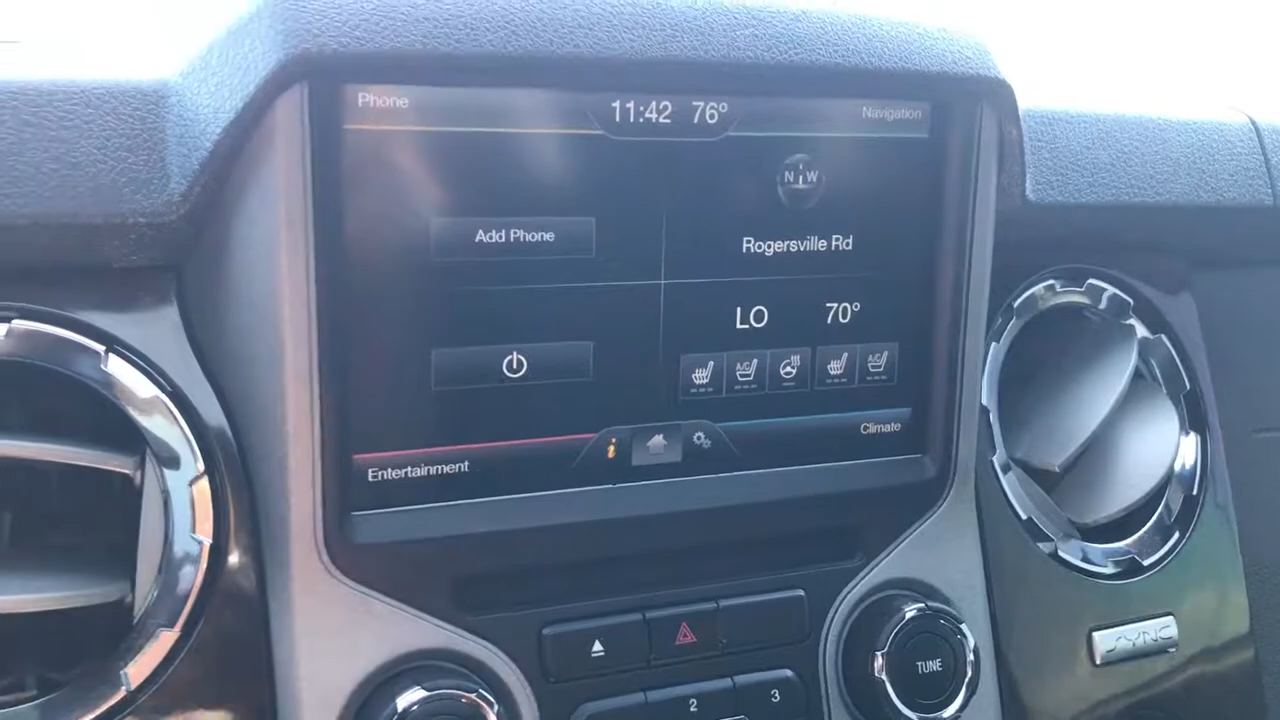 Phone
11:42 76°
Navigation
N W
Add Phone
Rogersville Rd
LO 70°
A/C
A/C
i
Climate
Entertainment
SYNC
TUNE
2
3